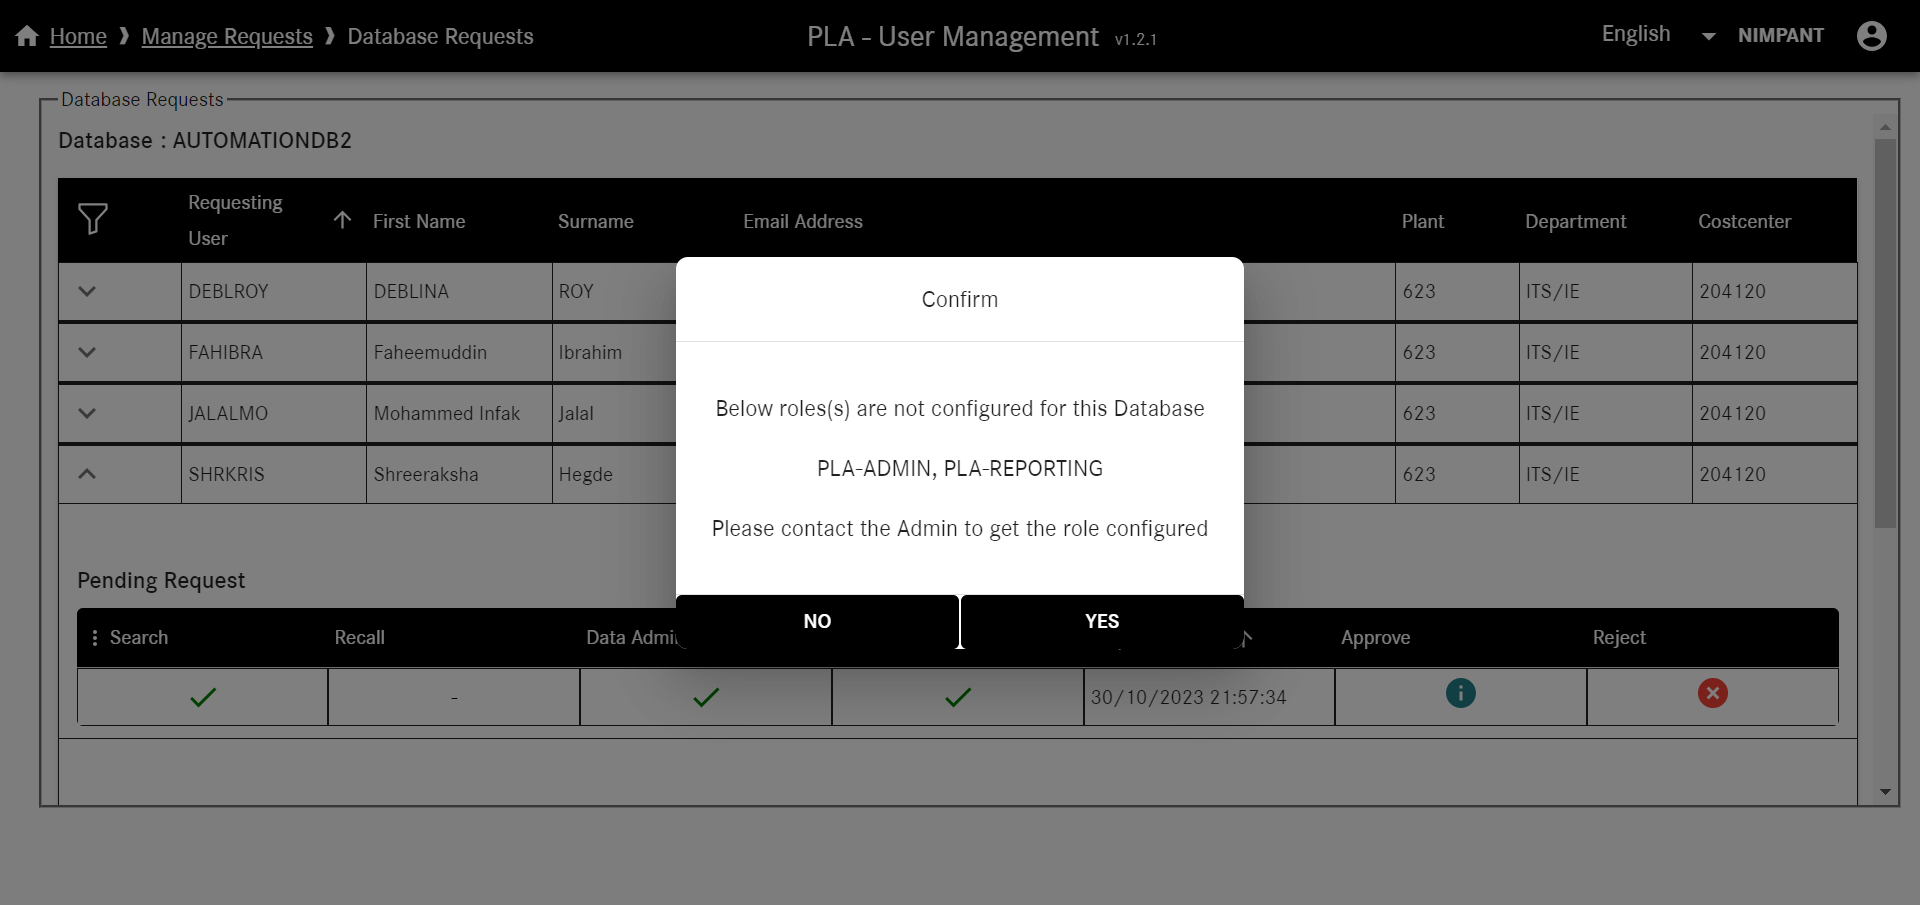 Home ❱ Manage Requests ❱ Database Requests
PLA - User Management v1.2.1
English
NIMPANT
Database Requests
Database : AUTOMATIONDB2
Requesting User First Name Surname Email Address Plant Department Costcenter
DEBLROY DEBLINA ROY 623 ITS/IE 204120
FAHIBRA Faheemuddin Ibrahim 623 ITS/IE 204120
JALALMO Mohammed Infak Jalal 623 ITS/IE 204120
SHRKRIS Shreeraksha Hegde 623 ITS/IE 204120
Confirm
Below roles(s) are not configured for this Database
PLA-ADMIN, PLA-REPORTING
Please contact the Admin to get the role configured
NO YES
Pending Request
Search Recall Data Approve Reject
- 30/10/2023 21:57:34